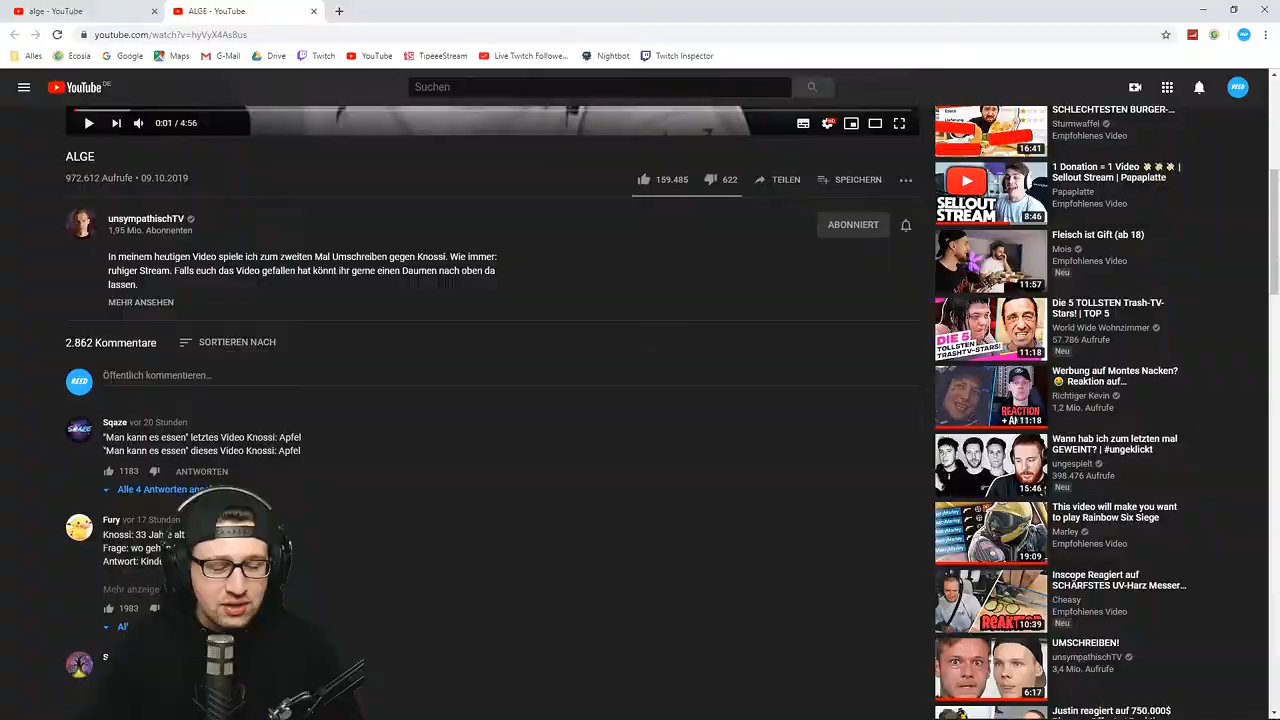 alge - YouTube
ALGE - YouTube
youtube.com/watch?v=hyVyX4AsBus
Alles
Ecosia
Google
Maps
G-Mail
Drive
Twitch
YouTube
TipeeeStream
Live Twitch Followe...
Nightbot
Twitch Inspector
YouTube DE
Suchen
REED
0:01 / 4:56
ALGE
972.612 Aufrufe • 09.10.2019
159.485
622
TEILEN
SPEICHERN
unsympathischTV
1,95 Mio. Abonnenten
ABONNIERT
In meinem heutigen Video spiele ich zum zweiten Mal Umschreiben gegen Knossi. Wie immer:
ruhiger Stream. Falls euch das Video gefallen hat könnt ihr gerne einen Daumen nach oben da
lassen.
MEHR ANSEHEN
2.862 Kommentare
SORTIEREN NACH
REED
Öffentlich kommentieren...
Sqaze vor 20 Stunden
"Man kann es essen" letztes Video Knossi: Apfel
"Man kann es essen" dieses Video Knossi: Apfel
1183
ANTWORTEN
Alle 4 Antworten
Fury vor 17 Stunden
Knossi: 33 Jahre alt
Frage: wo
Antwort:
Mehr
1983
S
SCHLECHTESTEN BURGER-...
Sturmwaffel
Empfohlenes Video
16:41
1 Donation = 1 Video | 
Sellout Stream | Papaplatte
Papaplatte
Empfohlenes Video
SELLOUT
STREAM
8:46
Fleisch ist Gift (ab 18)
Mois
Empfohlenes Video
Neu
11:57
Die 5 TOLLSTEN Trash-TV-
Stars! | TOP 5
World Wide Wohnzimmer
57.786 Aufrufe
Neu
DIE 5
TOLLSTEN
TRASHTV-STARS!
11:18
Werbung auf Montes Nacken?
Reaktion auf...
Richtiger Kevin
1,2 Mio. Aufrufe
REACTION
11:18
Wann hab ich zum letzten mal
GEWEINT? | #ungeklickt
ungespielt
398.476 Aufrufe
Neu
15:46
This video will make you want
to play Rainbow Six Siege
Marley
Empfohlenes Video
19:09
Inscope Reagiert auf
SCHÄRFSTES UV-Harz Messer...
Cheasy
Empfohlenes Video
Neu
REAKTION
10:39
UMSCHREIBEN!
unsympathischTV
3,4 Mio. Aufrufe
6:17
Justin reagiert auf 750.000$